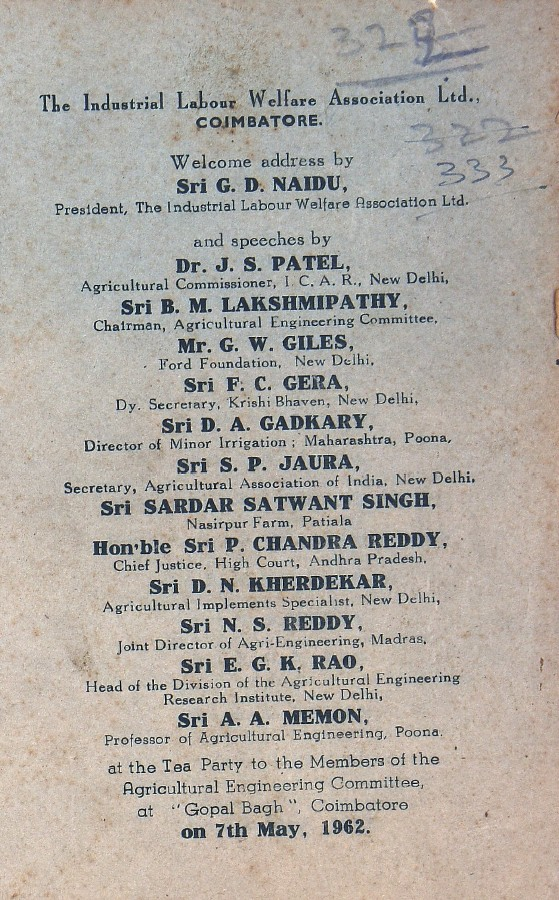 328
The Industrial Labour Welfare Association Ltd.,
COIMBATORE.
322
333
Welcome address by
Sri G. D. NAIDU,
President, The Industrial Labour Welfare Association Ltd.
and speeches by
Dr. J. S. PATEL,
Agricultural Commissioner, I. C. A. R., New Delhi,
Sri B. M. LAKSHMIPATHY,
Chairman, Agricultural Engineering Committee,
Mr. G. W. GILES,
Ford Foundation, New Delhi,
Sri F. C. GERA,
Dy. Secretary, Krishi Bhaven, New Delhi,
Sri D. A. GADKARY,
Director of Minor Irrigation ; Maharashtra, Poona,
Sri S. P. JAURA,
Secretary, Agricultural Association of India, New Delhi,
Sri SARDAR SATWANT SINGH,
Nasirpur Farm, Patiala
Hon'ble Sri P. CHANDRA REDDY,
Chief Justice, High Court, Andhra Pradesh,
Sri D. N. KHERDEKAR,
Agricultural Implements Specialist, New Delhi,
Sri N. S. REDDY,
Joint Director of Agri-Engineering, Madras,
Sri E. G. K. RAO,
Head of the Division of the Agricultural Engineering
Research Institute, New Delhi,
Sri A. A. MEMON,
Professor of Agricultural Engineering, Poona.
at the Tea Party to the Members of the
Agricultural Engineering Committee,
at "Gopal Bagh", Coimbatore
on 7th May, 1962.